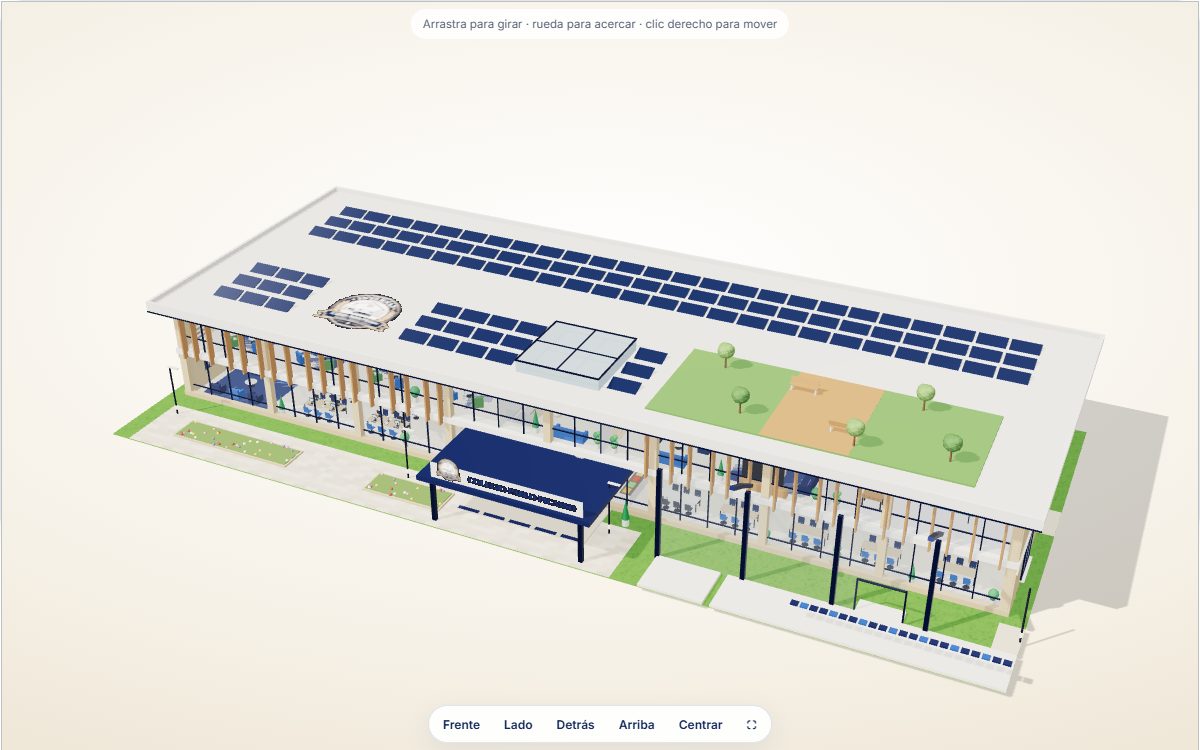 Arrastra para girar · rueda para acercar · clic derecho para mover
Frente Lado Detrás Arriba Centrar